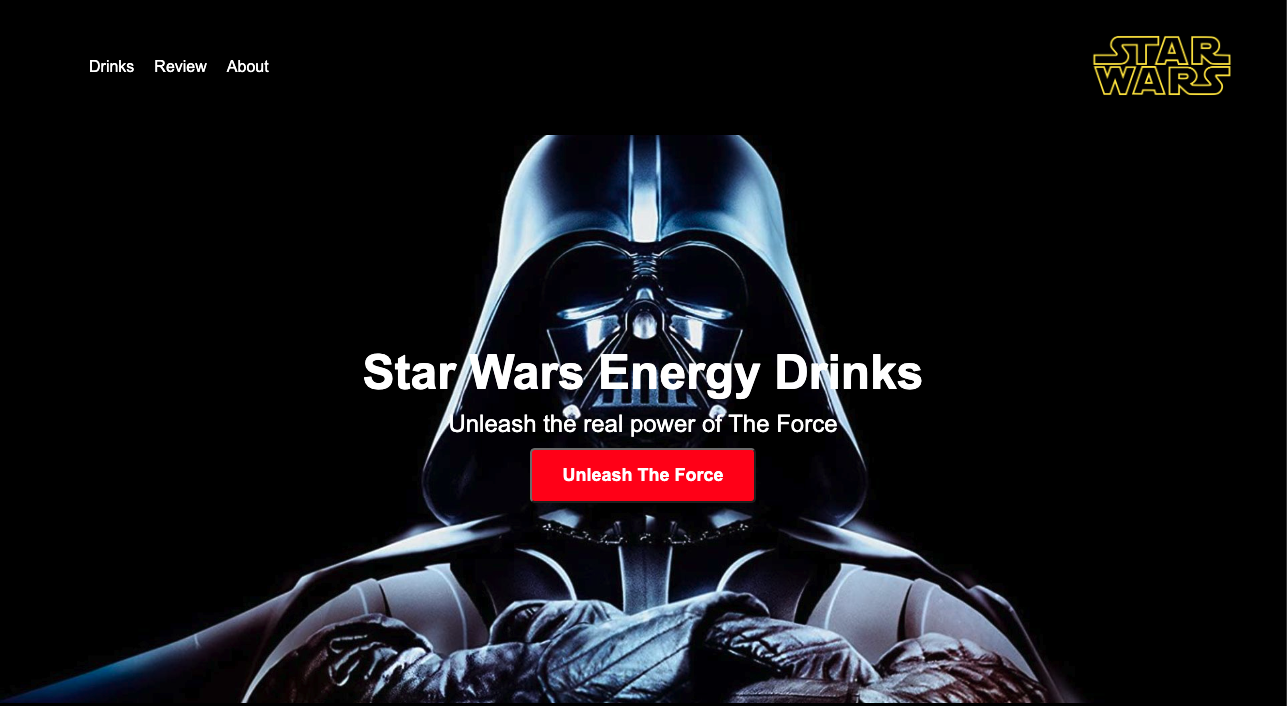 Drinks Review About
STAR
WARS
Star Wars Energy Drinks
Unleash the real power of The Force
Unleash The Force